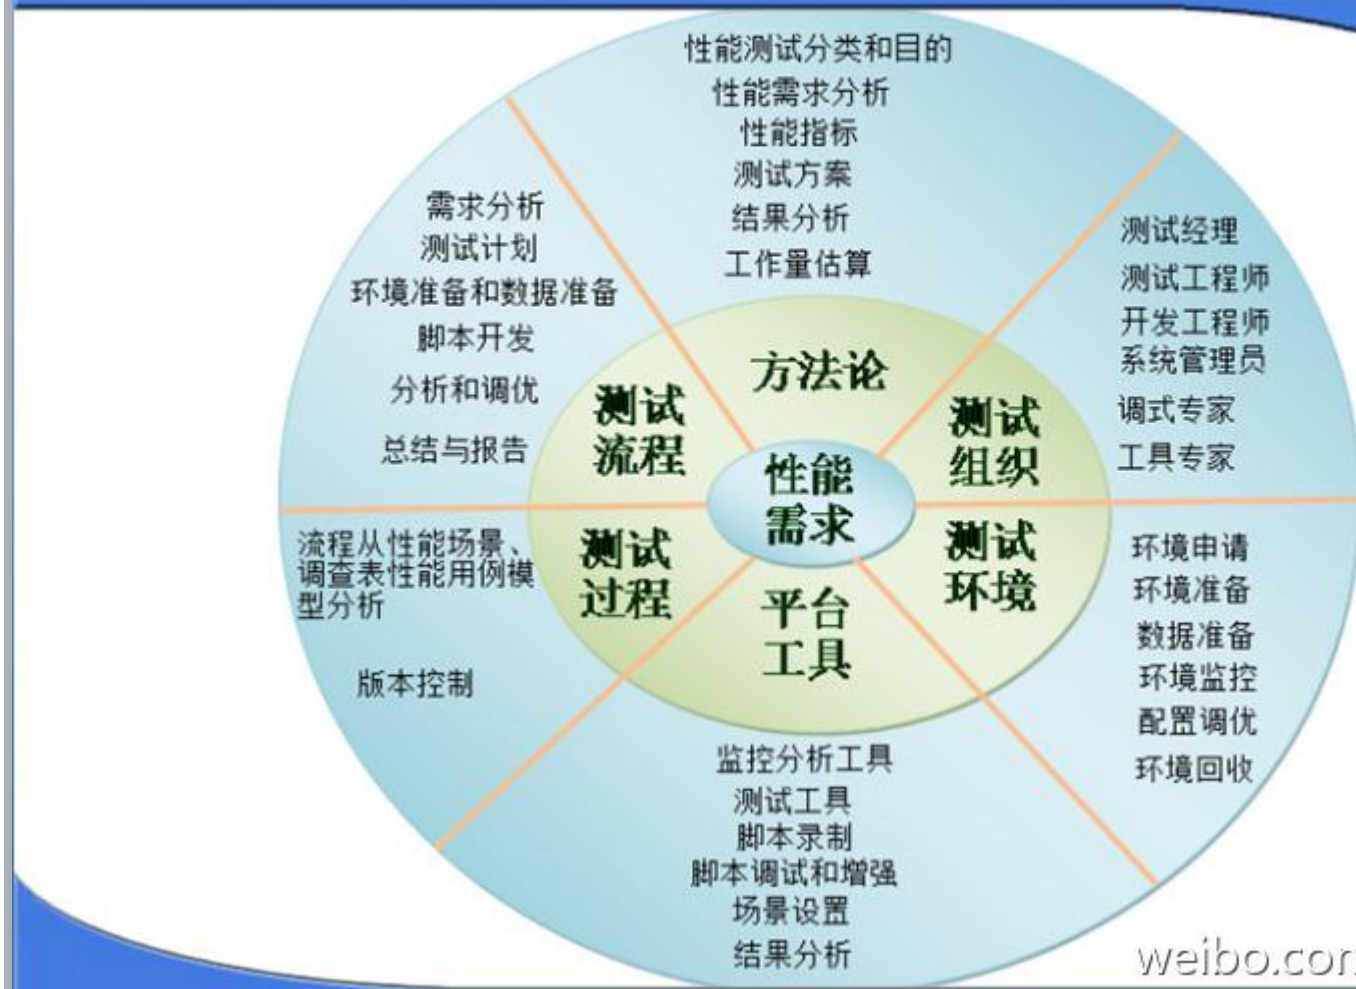 性能测试分类和目的
性能需求分析
性能指标
测试方案
结果分析
工作量估算
需求分析
测试计划
环境准备和数据准备
脚本开发
分析和调优
总结与报告
测试经理
测试工程师
开发工程师
系统管理员
调式专家
工具专家
方法论
测试
流程
测试
组织
性能
需求
测试
过程
测试
环境
平台
工具
流程从性能场景、
调查表性能用例模
型分析
版本控制
环境申请
环境准备
数据准备
环境监控
配置调优
环境回收
监控分析工具
测试工具
脚本录制
脚本调试和增强
场景设置
结果分析
weibo.com